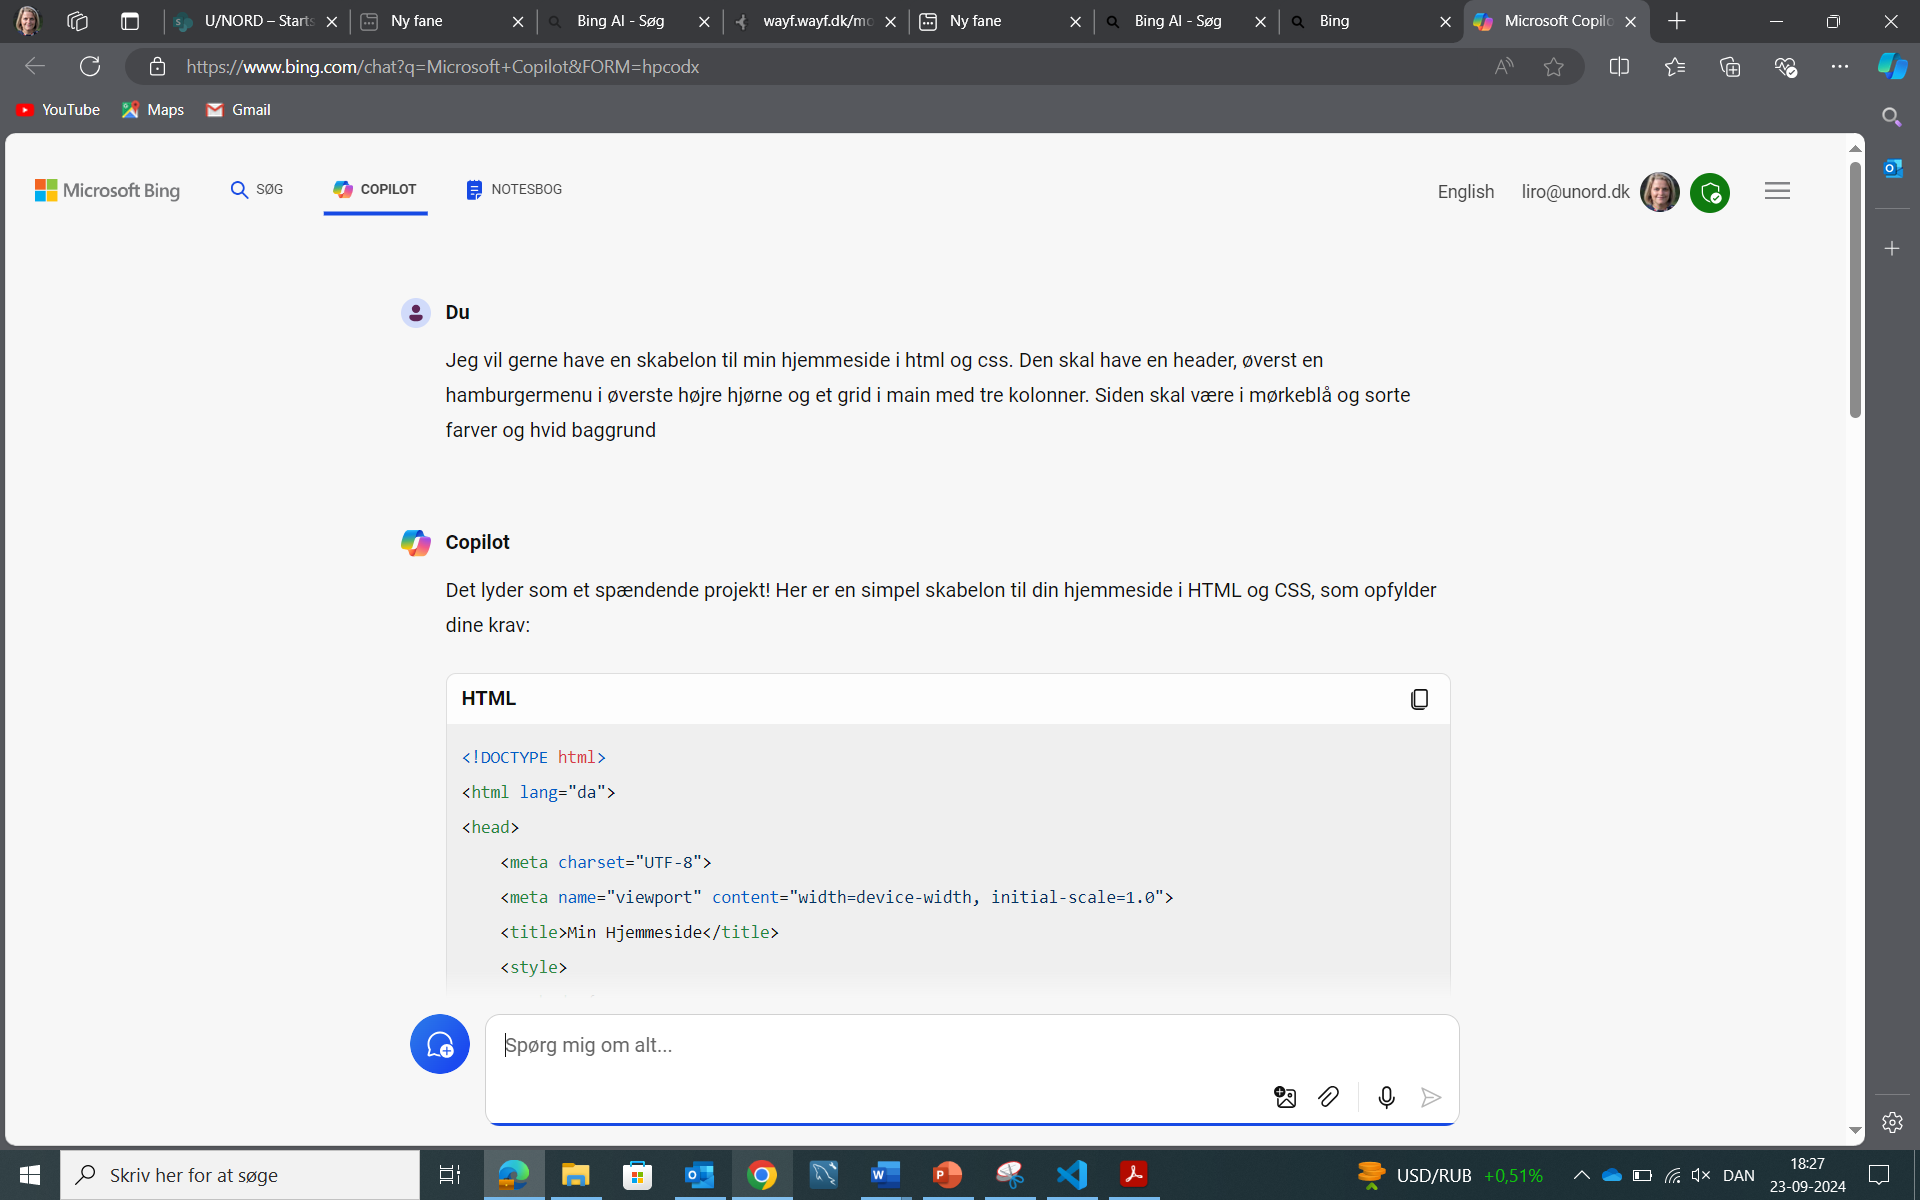 U/NORD – Starts
Ny fane
Bing AI - Søg
wayf.wayf.dk/mo
Ny fane
Bing AI - Søg
Bing
Microsoft Copilo
https://www.bing.com/chat?q=Microsoft+Copilot&FORM=hpcodx
YouTube
Maps
Gmail
Microsoft Bing
SØG
COPILOT
NOTESBOG
English
liro@unord.dk
Du
Jeg vil gerne have en skabelon til min hjemmeside i html og css. Den skal have en header, øverst en
hamburgermenu i øverste højre hjørne og et grid i main med tre kolonner. Siden skal være i mørkeblå og sorte
farver og hvid baggrund
Copilot
Det lyder som et spændende projekt! Her er en simpel skabelon til din hjemmeside i HTML og CSS, som opfylder
dine krav:
HTML
<!DOCTYPE html>
<html lang="da">
<head>
    <meta charset="UTF-8">
    <meta name="viewport" content="width=device-width, initial-scale=1.0">
    <title>Min Hjemmeside</title>
    <style>
Spørg mig om alt...
Skriv her for at søge
USD/RUB +0,51%
DAN
18:27
23-09-2024